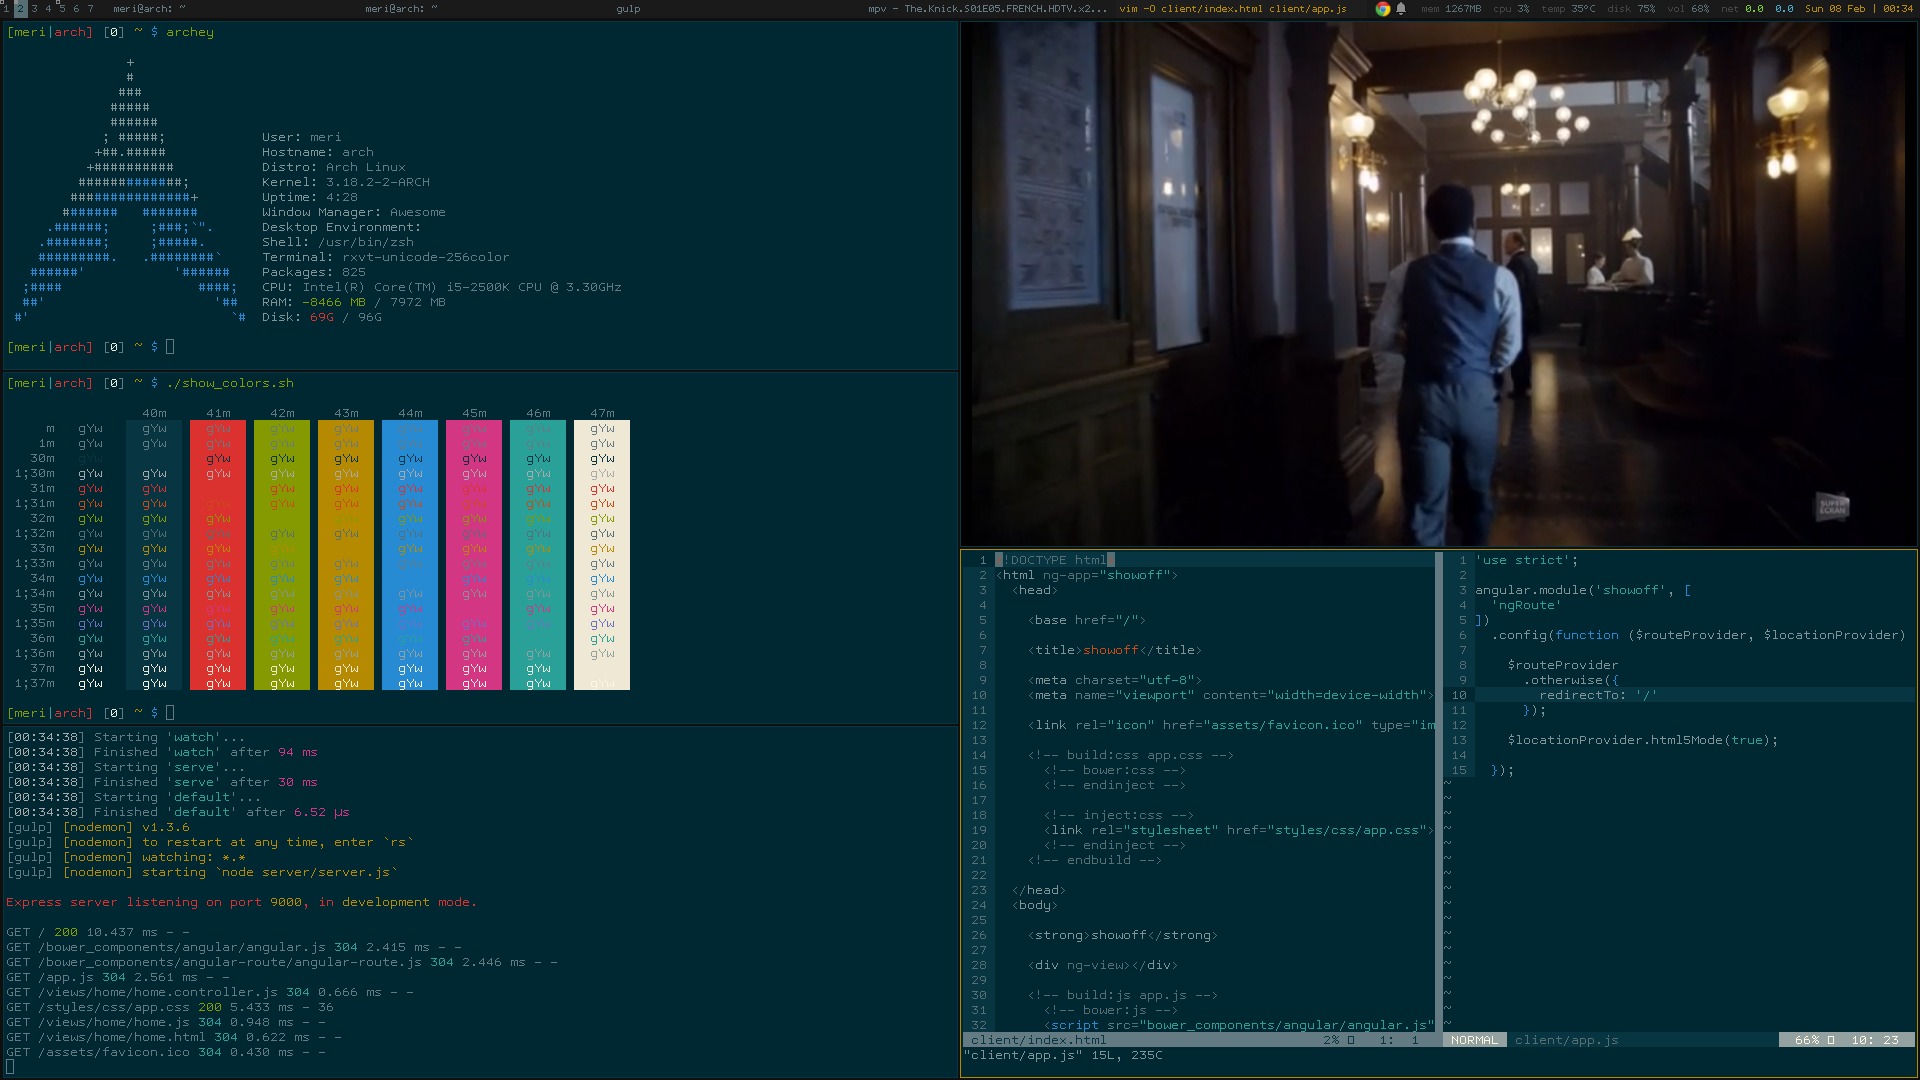 1 2 3 4 5 6 7 meri@arch: ~ meri@arch: ~ gulp mpv - The.Knick.S01E05.FRENCH.HDTV.x2... vim -O client/index.html client/app.js mem 1267MB cpu 3% temp 35ºC disk 75% vol 68% net 0.0 0.0 Sun 08 Feb | 00:34
[meri|arch] [0] ~ $ archey
+
#
###
#####
######
; #####;
+##.#####
+##########
#############;
###############+
####### #######
.######; ;###;`".
.#######; ;#####.
#########. .########`
######' '######
;#### ####;
##' '##
#' `#
User: meri
Hostname: arch
Distro: Arch Linux
Kernel: 3.18.2-2-ARCH
Uptime: 4:28
Window Manager: Awesome
Desktop Environment:
Shell: /usr/bin/zsh
Terminal: rxvt-unicode-256color
Packages: 825
CPU: Intel(R) Core(TM) i5-2500K CPU @ 3.30GHz
RAM: -8466 MB / 7972 MB
Disk: 69G / 96G
[meri|arch] [0] ~ $
[meri|arch] [0] ~ $ ./show_colors.sh
40m 41m 42m 43m 44m 45m 46m 47m
m gYw gYw gYw gYw gYw gYw gYw gYw gYw
1m gYw gYw gYw gYw gYw gYw gYw gYw gYw
30m gYw gYw gYw gYw gYw gYw gYw gYw
1;30m gYw gYw gYw gYw gYw gYw gYw gYw gYw
31m gYw gYw gYw gYw gYw gYw gYw gYw
1;31m gYw gYw gYw gYw gYw gYw gYw gYw gYw
32m gYw gYw gYw gYw gYw gYw gYw gYw
1;32m gYw gYw gYw gYw gYw gYw gYw gYw gYw
33m gYw gYw gYw gYw gYw gYw gYw gYw
1;33m gYw gYw gYw gYw gYw gYw gYw gYw gYw
34m gYw gYw gYw gYw gYw gYw gYw gYw
1;34m gYw gYw gYw gYw gYw gYw gYw gYw gYw
35m gYw gYw gYw gYw gYw gYw gYw gYw
1;35m gYw gYw gYw gYw gYw gYw gYw gYw gYw
36m gYw gYw gYw gYw gYw gYw gYw gYw
1;36m gYw gYw gYw gYw gYw gYw gYw gYw gYw
37m gYw gYw gYw gYw gYw gYw gYw gYw
1;37m gYw gYw gYw gYw gYw gYw gYw gYw
[meri|arch] [0] ~ $
[00:34:38] Starting 'watch'...
[00:34:38] Finished 'watch' after 94 ms
[00:34:38] Starting 'serve'...
[00:34:38] Finished 'serve' after 30 ms
[00:34:38] Starting 'default'...
[00:34:38] Finished 'default' after 6.52 μs
[gulp] [nodemon] v1.3.6
[gulp] [nodemon] to restart at any time, enter `rs`
[gulp] [nodemon] watching: *.*
[gulp] [nodemon] starting `node server/server.js`
Express server listening on port 9000, in development mode.
GET / 200 10.437 ms - -
GET /bower_components/angular/angular.js 304 2.415 ms - -
GET /bower_components/angular-route/angular-route.js 304 2.446 ms - -
GET /app.js 304 2.561 ms - -
GET /views/home/home.controller.js 304 0.666 ms - -
GET /styles/css/app.css 200 5.433 ms - 36
GET /views/home/home.js 304 0.948 ms - -
GET /views/home/home.html 304 0.622 ms - -
GET /assets/favicon.ico 304 0.430 ms - -
SUPER ECRAN
1 <!DOCTYPE html>
2 <html ng-app="showoff">
3 <head>
4
5 <base href="/">
6
7 <title>showoff</title>
8
9 <meta charset="utf-8">
10 <meta name="viewport" content="width=device-width">
11
12 <link rel="icon" href="assets/favicon.ico" type="im
13
14 <!-- build:css app.css -->
15 <!-- bower:css -->
16 <!-- endinject -->
17
18 <!-- inject:css -->
19 <link rel="stylesheet" href="styles/css/app.css">
20 <!-- endinject -->
21 <!-- endbuild -->
22
23 </head>
24 <body>
25
26 <strong>showoff</strong>
27
28 <div ng-view></div>
29
30 <!-- build:js app.js -->
31 <!-- bower:js -->
32 <script src="bower_components/angular/angular.js"
client/index.html 2% 1: 1
1 'use strict';
2
3 angular.module('showoff', [
4 'ngRoute'
5 ])
6 .config(function ($routeProvider, $locationProvider)
7
8 $routeProvider
9 .otherwise({
10 redirectTo: '/'
11 });
12
13 $locationProvider.html5Mode(true);
14
15 });
NORMAL client/app.js 66% 10: 23
"client/app.js" 15L, 235C